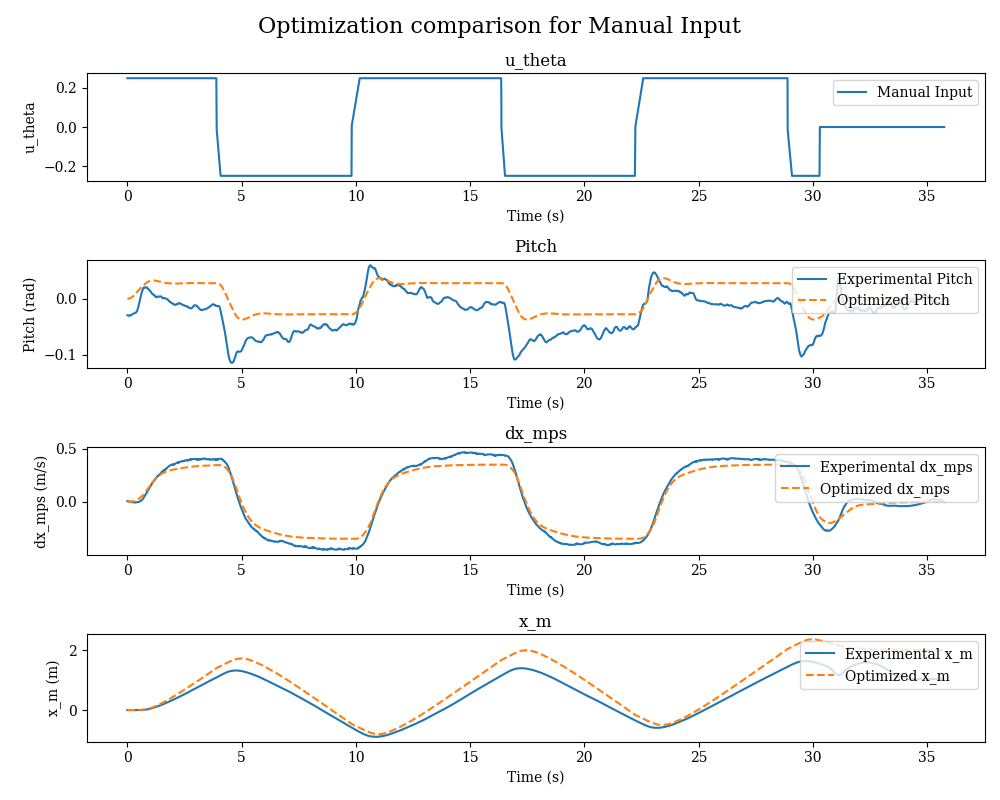 Optimization comparison for Manual Input
u_theta
u_theta
0.2
0.0
−0.2
Manual Input
0 5 10 15 20 25 30 35
Time (s)
Pitch
Pitch (rad)
0.0
−0.1
Experimental Pitch
Optimized Pitch
0 5 10 15 20 25 30 35
Time (s)
dx_mps
dx_mps (m/s)
0.5
0.0
Experimental dx_mps
Optimized dx_mps
0 5 10 15 20 25 30 35
Time (s)
x_m
x_m (m)
2
0
Experimental x_m
Optimized x_m
0 5 10 15 20 25 30 35
Time (s)